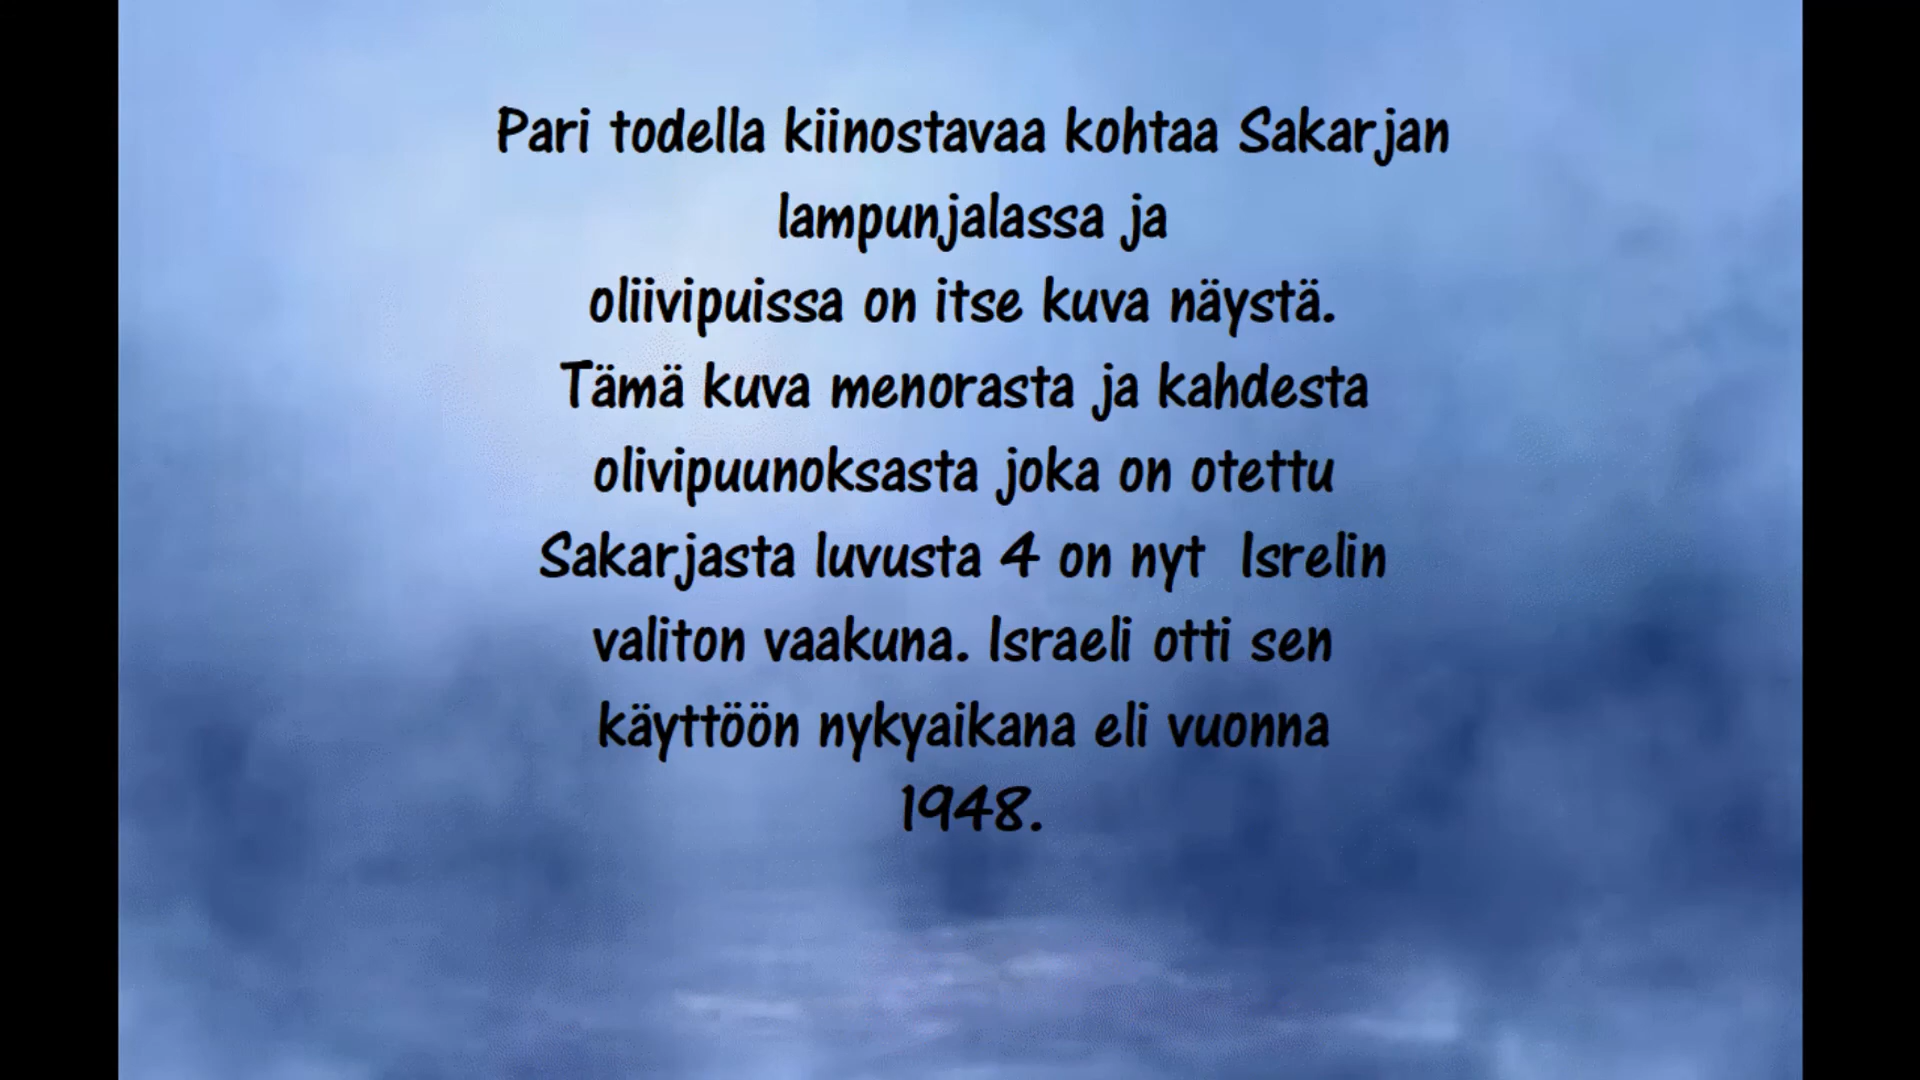 Pari todella kiinostavaa kohtaa Sakarjan
lampunjalassa ja
oliivipuissa on itse kuva näystä.
Tämä kuva menorasta ja kahdesta
olivipuunoksasta joka on otettu
Sakarjasta luvusta 4 on nyt  Isrelin
valiton vaakuna. Israeli otti sen
käyttöön nykyaikana eli vuonna
1948.